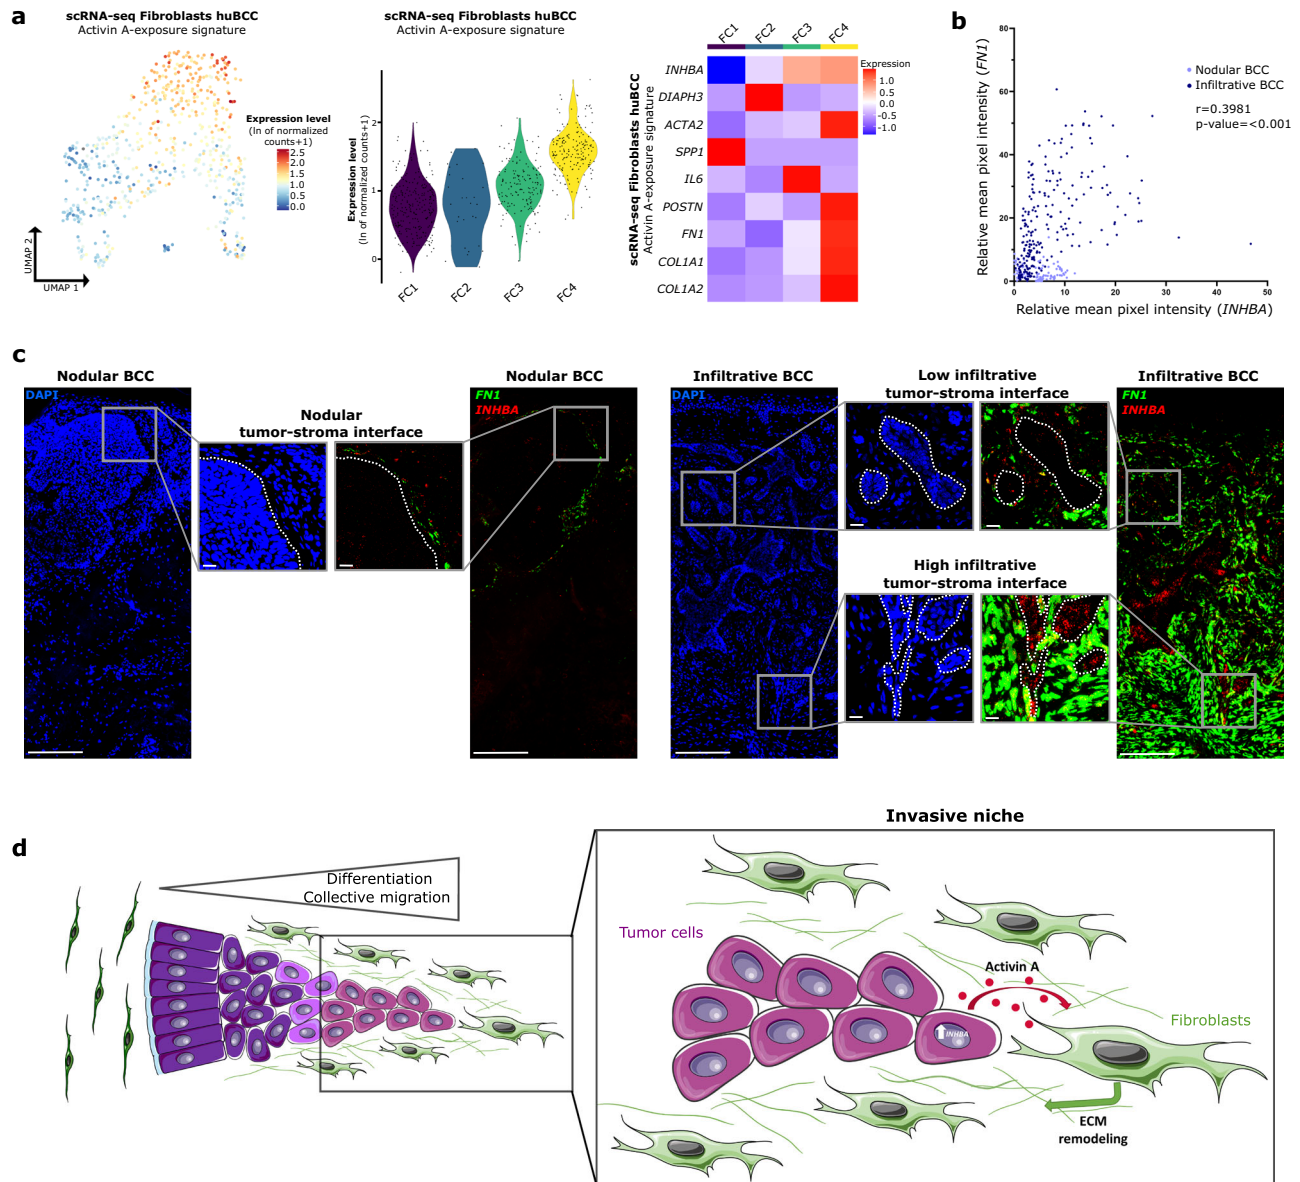 a
scRNA-seq Fibroblasts huBCC
Activin A-exposure signature
Expression level
(ln of normalized
counts+1)
2.5
2.0
1.5
1.0
0.5
0.0
UMAP 2
UMAP 1
scRNA-seq Fibroblasts huBCC
Activin A-exposure signature
Expression level
(ln of normalized counts+1)
2
1
0
FC1
FC2
FC3
FC4
scRNA-seq Fibroblasts huBCC
Activin A-exposure signature
FC1
FC2
FC3
FC4
INHBA
DIAPH3
ACTA2
SPP1
IL6
POSTN
FN1
COL1A1
COL1A2
Expression
1.0
0.5
0.0
-0.5
-1.0
b
Relative mean pixel intensity (FN1)
80
60
40
20
0
0
10
20
30
40
50
Relative mean pixel intensity (INHBA)
Nodular BCC
Infiltrative BCC
r=0.3981
p-value=<0.001
c
Nodular BCC
DAPI
Nodular
tumor-stroma interface
Nodular BCC
FN1
INHBA
Infiltrative BCC
DAPI
Low infiltrative
tumor-stroma interface
High infiltrative
tumor-stroma interface
Infiltrative BCC
FN1
INHBA
d
Differentiation
Collective migration
Invasive niche
Tumor cells
Activin A
INHBA
Fibroblasts
ECM
remodeling